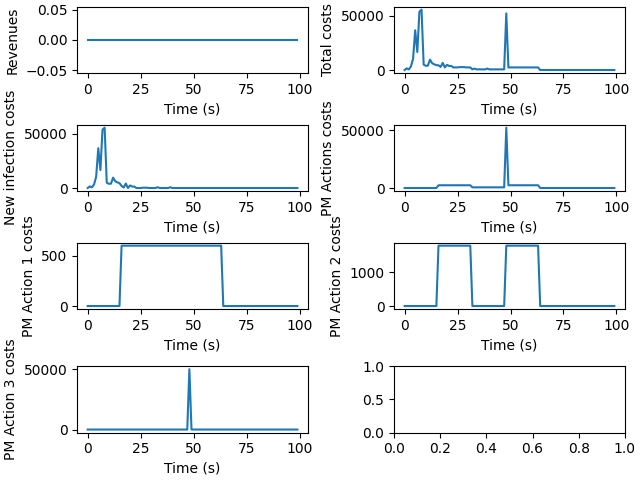 Revenues
0.05
0.00
−0.05
0 25 50 75 100
Time (s)
Total costs
50000
0
0 25 50 75 100
Time (s)
New infection costs
50000
0
0 25 50 75 100
Time (s)
PM Actions costs
50000
0
0 25 50 75 100
Time (s)
PM Action 1 costs
500
0
0 25 50 75 100
Time (s)
PM Action 2 costs
1000
0
0 25 50 75 100
Time (s)
PM Action 3 costs
50000
0
0 25 50 75 100
Time (s)
1.0
0.5
0.0
0.0 0.2 0.4 0.6 0.8 1.0